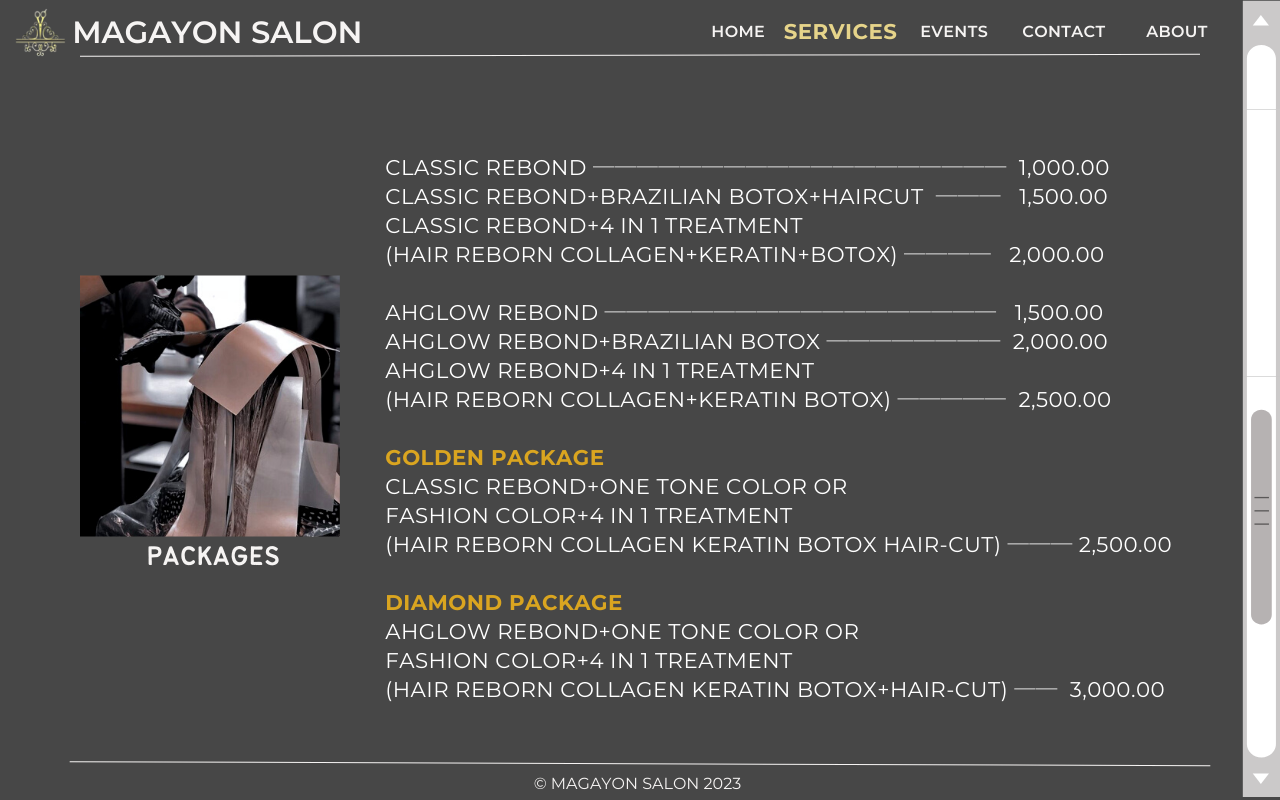 MAGAYON SALON
HOME SERVICES EVENTS CONTACT ABOUT
CLASSIC REBOND ——————————————————— 1,000.00
CLASSIC REBOND+BRAZILIAN BOTOX+HAIRCUT ——— 1,500.00
CLASSIC REBOND+4 IN 1 TREATMENT
(HAIR REBORN COLLAGEN+KERATIN+BOTOX) ———— 2,000.00
AHGLOW REBOND —————————————————— 1,500.00
AHGLOW REBOND+BRAZILIAN BOTOX ———————— 2,000.00
AHGLOW REBOND+4 IN 1 TREATMENT
(HAIR REBORN COLLAGEN+KERATIN BOTOX) ————— 2,500.00
GOLDEN PACKAGE
CLASSIC REBOND+ONE TONE COLOR OR
FASHION COLOR+4 IN 1 TREATMENT
(HAIR REBORN COLLAGEN KERATIN BOTOX HAIR-CUT) ——— 2,500.00
DIAMOND PACKAGE
AHGLOW REBOND+ONE TONE COLOR OR
FASHION COLOR+4 IN 1 TREATMENT
(HAIR REBORN COLLAGEN KERATIN BOTOX+HAIR-CUT) —— 3,000.00
PACKAGES
© MAGAYON SALON 2023